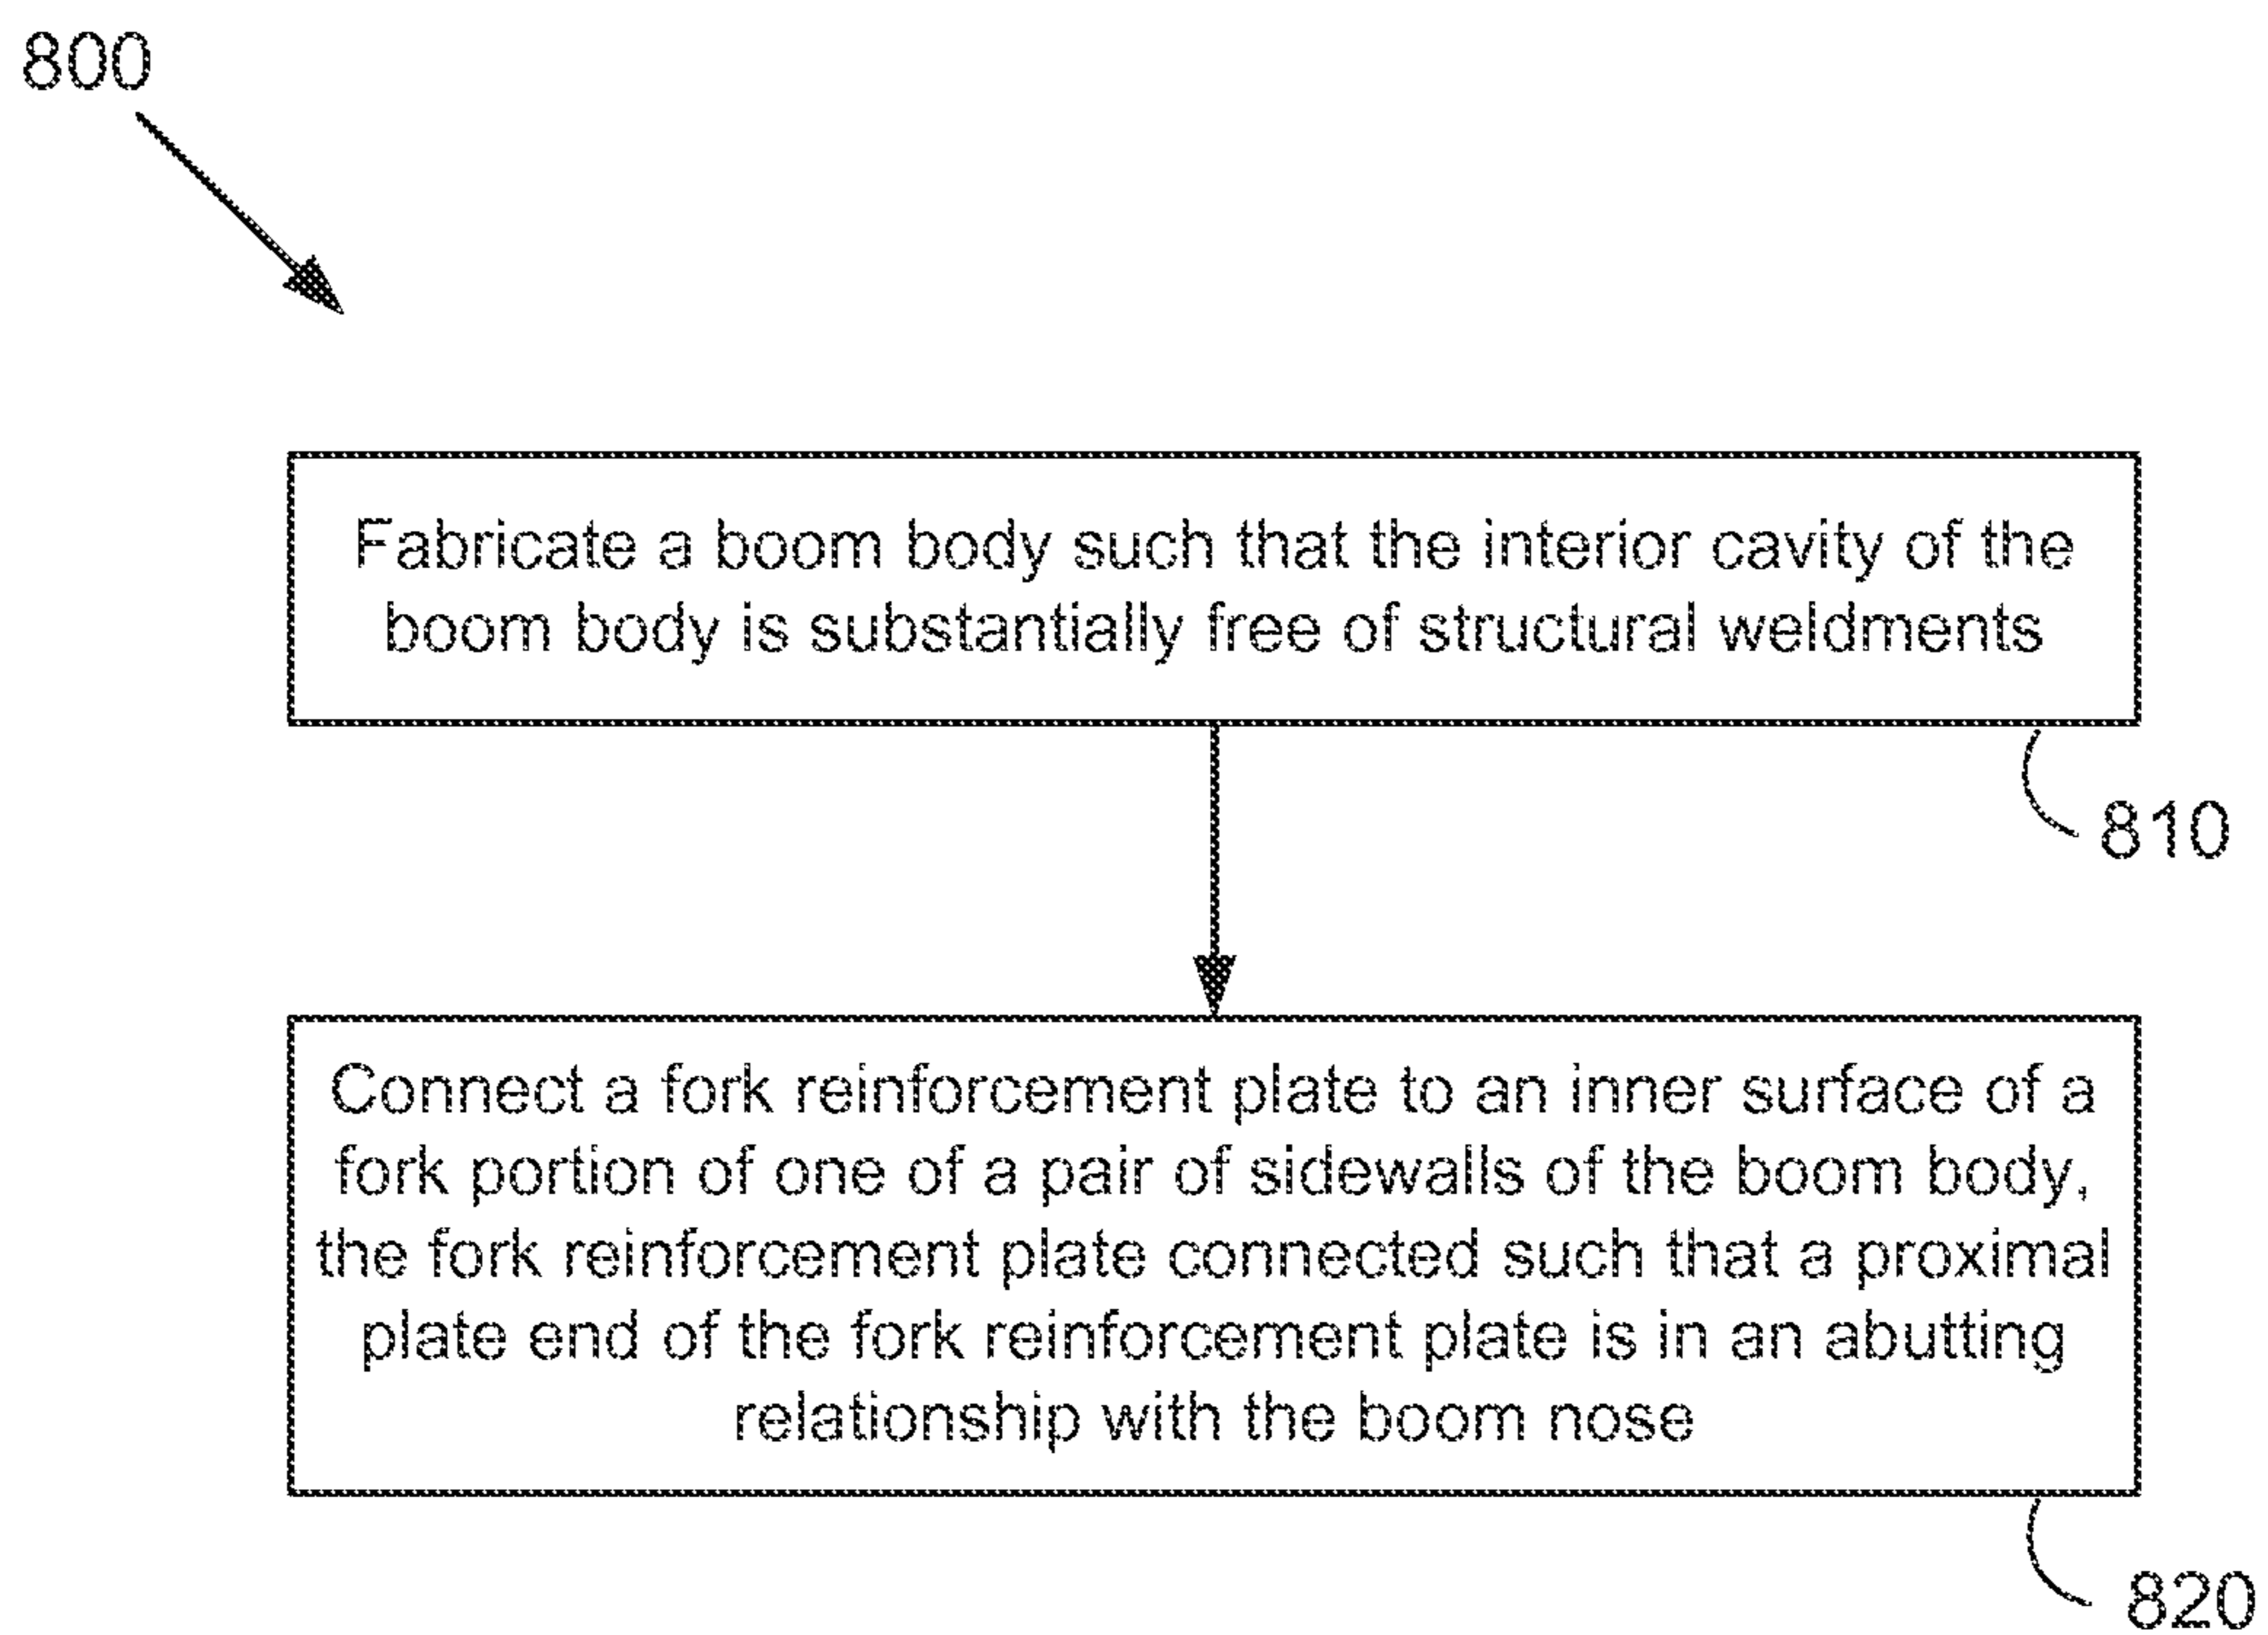 800
Fabricate a boom body such that the interior cavity of the
boom body is substantially free of structural weldments
810
Connect a fork reinforcement plate to an inner surface of a
fork portion of one of a pair of sidewalls of the boom body,
the fork reinforcement plate connected such that a proximal
plate end of the fork reinforcement plate is in an abutting
relationship with the boom nose
820